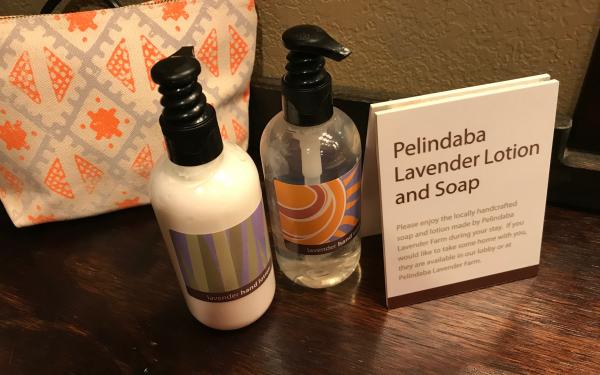 Pelindaba
Lavender Lotion
and Soap
Please enjoy the locally handcrafted
soap and lotion made by Pelindaba
Lavender Farm during your stay. If you
would like to take some home with you,
they are available in our lobby or at
Pelindaba Lavender Farm.
lavender hand
lavender hand